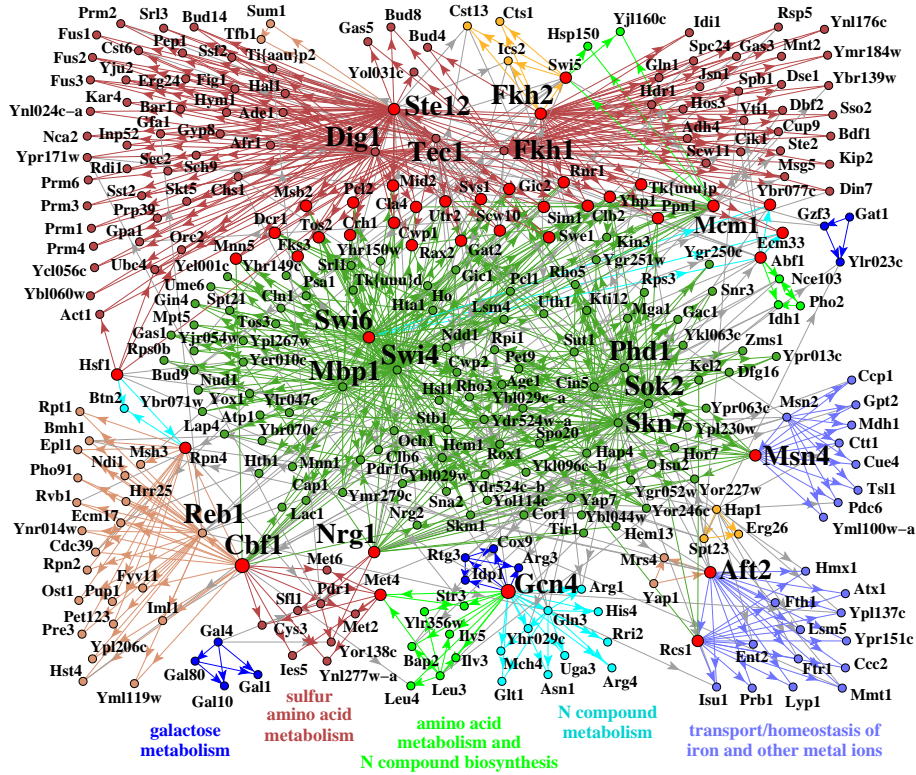 Prm2
Srl3
Bud14
Sum1
Tfb1
Bud8
Cst13
Cts1
Hsp150
Yjl160c
Idi1
Rsp5
Ynl176c
Fus1
Cst6
Pep1
Ssf2
Ti{aau}p2
Gas5
Bud4
Ics2
Swi5
Spc24
Gas3
Mnt2
Fus2
Yju2
Erg24
Fig1
Hal1
Yol031c
Gln1
Jsn1
Spb1
Dse1
Ymr184w
Fus3
Kar4
Bar1
Hym1
Ade1
Ste12
Fkh2
Hdr1
Hos3
Vti1
Dbf2
Ybr139w
Ynl024c-a
Gfa1
Gyp8
Afr1
Dig1
Tec1
Fkh1
Adh4
Cik1
Cup9
Sso2
Nca2
Inp52
Sec2
Sch9
Rnr1
Scw11
Ste2
Bdf1
Ypr171w
Rdi1
Skt5
Chs1
Msb2
Pcl2
Mid2
Svs1
Gic2
Tk{uuu}p
Msg5
Kip2
Prm6
Sst2
Prp39
Cla4
Utr2
Scw10
Sim1
Clb2
Yhp1
Ppn1
Ybr077c
Din7
Prm3
Gpa1
Orc2
Dcr1
Tos2
Crh1
Cwp1
Gat2
Swe1
Kin3
Mcm1
Gzf3
Gat1
Prm1
Mnn5
Fks3
Yhr150w
Rax2
Ygr251w
Ygr250c
Ecm33
Prm4
Ubc4
Yel001c
Ybr149c
Srl1
Tk{uuu}d
Gic1
Pcl1
Rho5
Rps3
Abf1
Ylr023c
Ycl056c
Ume6
Psa1
Nce103
Ybl060w
Gin4
Spt21
Cln1
Hta1
Ho
Lsm4
Uth1
Kti12
Mga1
Snr3
Pho2
Act1
Mpt5
Tos3
Swi6
Gac1
Idh1
Gas1
Yjr054w
Ypl267w
Ndd1
Rpi1
Sut1
Ykl063c
Zms1
Rps0b
Yer010c
Swi4
Cwp2
Pet9
Phd1
Ypr013c
Hsf1
Bud9
Nud1
Mbp1
Hsl1
Rho3
Age1
Cin5
Sok2
Kel2
Dfg16
Ccp1
Btn2
Ybr071w
Yox1
Ylr047c
Ybl029c-a
Ypr063c
Msn2
Gpt2
Rpt1
Lap4
Atp1
Stb1
Ydr524w-a
Skn7
Ypl230w
Mdh1
Bmh1
Msh3
Ybr070c
Och1
Hem1
Spo20
Ctt1
Epl1
Rpn4
Clb6
Rox1
Hap4
Hor7
Msn4
Cue4
Pho91
Ndi1
Htb1
Mnn1
Pdr16
Ybl029w
Ykl096c-b
Isu2
Tsl1
Rvb1
Hrr25
Cap1
Ymr279c
Ydr524c-b
Ygr052w
Yor227w
Pdc6
Ynr014w
Ecm17
Reb1
Lac1
Sna2
Yol114c
Yap7
Yor246c
Hap1
Yml100w-a
Cdc39
Nrg1
Nrg2
Skm1
Cor1
Ybl044w
Tir1
Hem13
Erg26
Rpn2
Fyv11
Cbf1
Met6
Rtg3
Cox9
Arg3
Spt23
Hmx1
Ost1
Pup1
Pdr1
Met4
Idp1
Gcn4
Arg1
Mrs4
Aft2
Atx1
Pet123
Iml1
Sfl1
Str3
Gln3
His4
Yap1
Fth1
Ypl137c
Pre3
Cys3
Met2
Ylr356w
Ilv5
Yhr029c
Rri2
Rcs1
Lsm5
Ypr151c
Ypl206c
Gal4
Yor138c
Bap2
Ilv3
Mch4
Uga3
Ent2
Ftr1
Ccc2
Hst4
Gal80
Gal1
Ies5
Ynl277w-a
Leu3
Asn1
Arg4
Mmt1
Yml119w
Gal10
Leu4
Glt1
Isu1
Prb1
Lyp1
galactose
metabolism
sulfur
amino acid
metabolism
amino acid
metabolism and
N compound biosynthesis
N compound
metabolism
transport/homeostasis of
iron and other metal ions